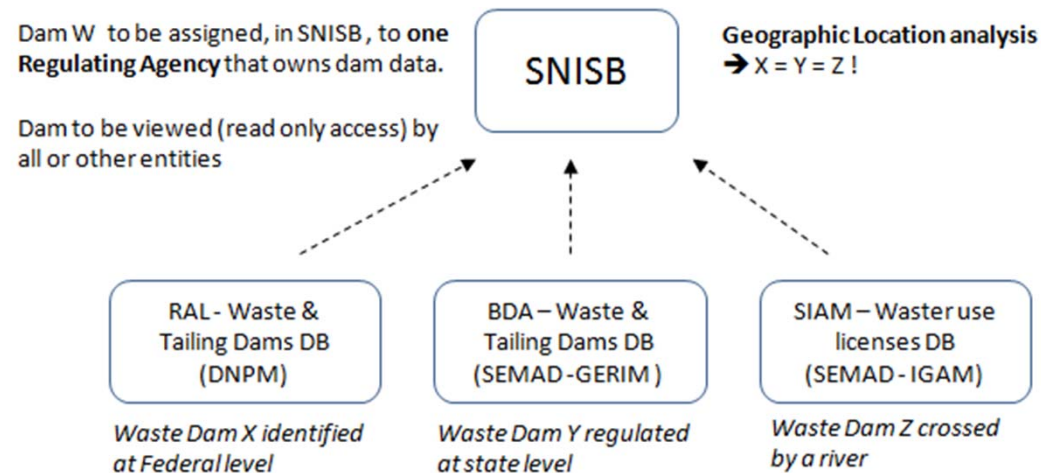 Dam W to be assigned, in SNISB, to one
Regulating Agency that owns dam data.
Dam to be viewed (read only access) by
all or other entities
SNISB
Geographic Location analysis
➔ X = Y = Z !
RAL - Waste &
Tailing Dams DB
(DNPM)
Waste Dam X identified
at Federal level
BDA – Waste &
Tailing Dams DB
(SEMAD -GERIM )
Waste Dam Y regulated
at state level
SIAM – Waster use
licenses DB
(SEMAD - IGAM)
Waste Dam Z crossed
by a river